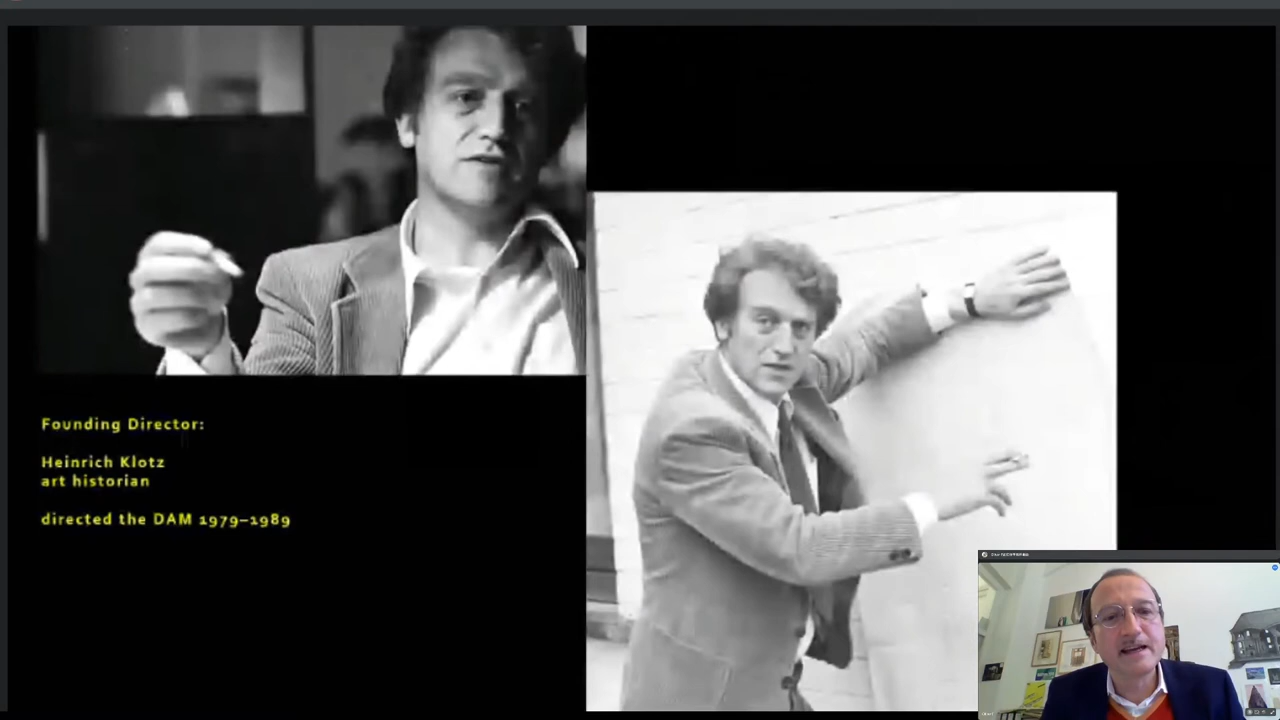 Founding Director:
Heinrich Klotz
art historian
directed the DAM 1979–1989